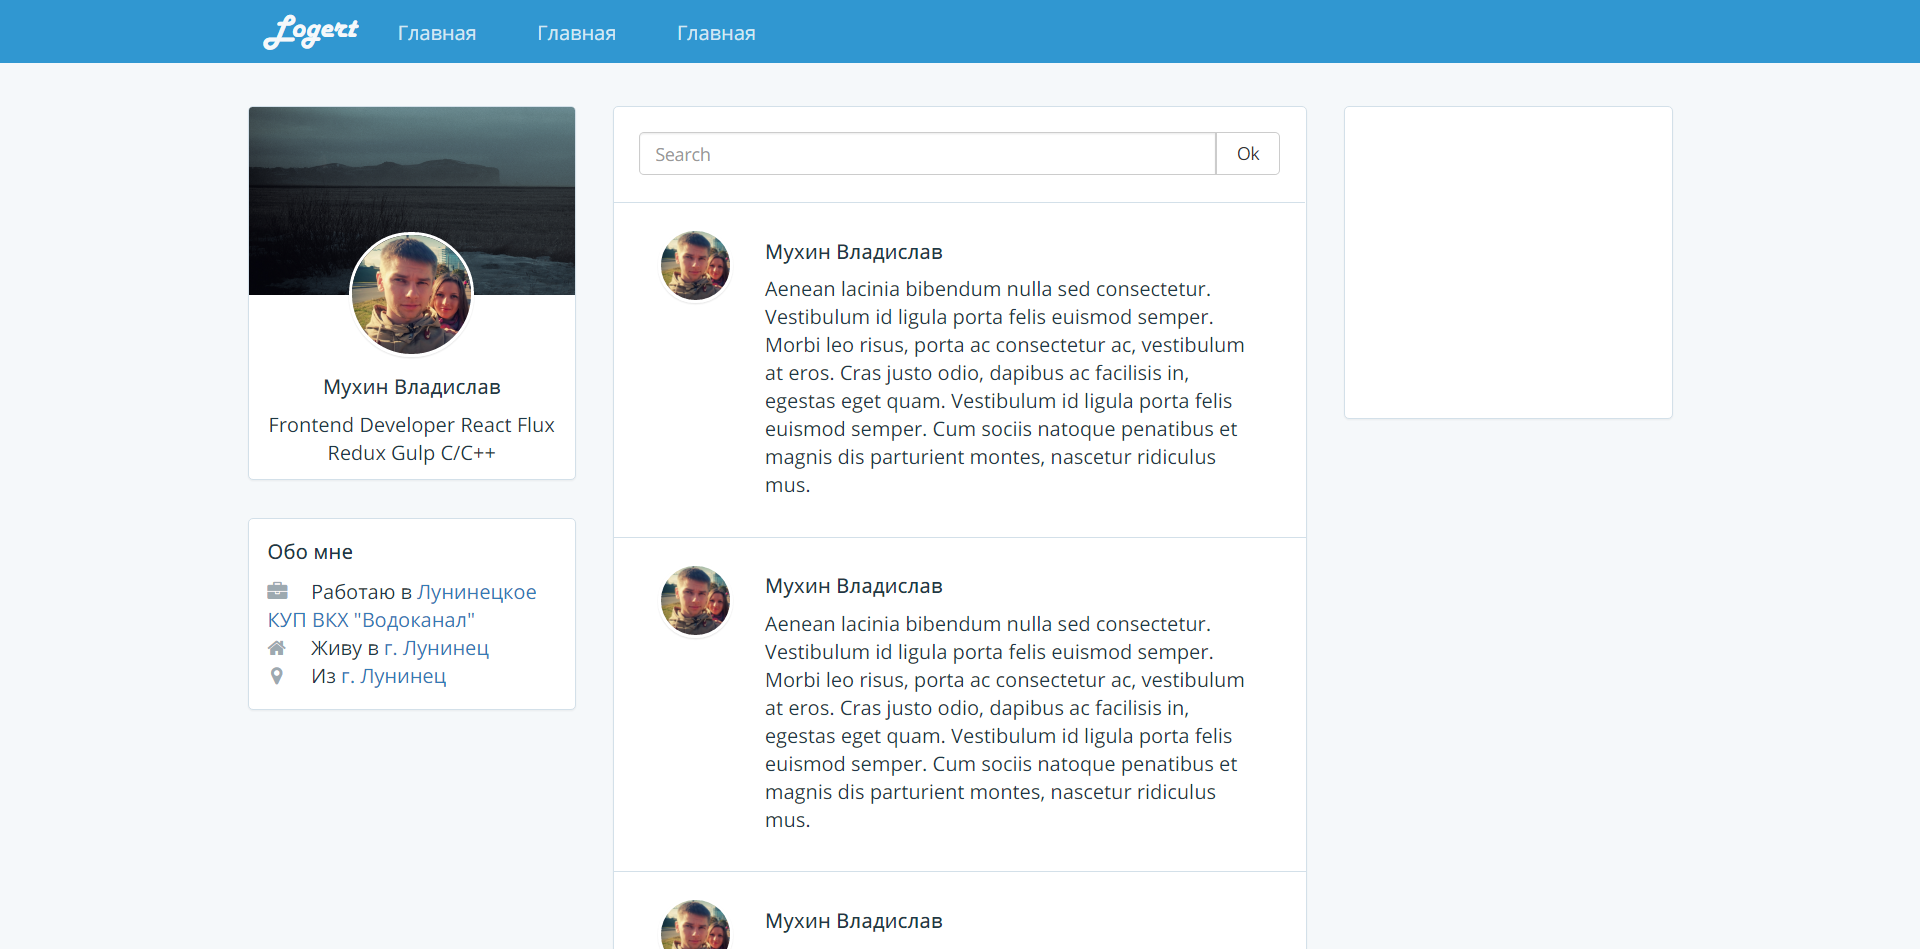 Logert
Главная
Главная
Главная
Мухин Владислав
Frontend Developer React Flux
Redux Gulp C/C++
Обо мне
Работаю в Лунинецкое
КУП ВКХ "Водоканал"
Живу в г. Лунинец
Из г. Лунинец
Search
Ok
Мухин Владислав
Aenean lacinia bibendum nulla sed consectetur.
Vestibulum id ligula porta felis euismod semper.
Morbi leo risus, porta ac consectetur ac, vestibulum
at eros. Cras justo odio, dapibus ac facilisis in,
egestas eget quam. Vestibulum id ligula porta felis
euismod semper. Cum sociis natoque penatibus et
magnis dis parturient montes, nascetur ridiculus
mus.
Мухин Владислав
Aenean lacinia bibendum nulla sed consectetur.
Vestibulum id ligula porta felis euismod semper.
Morbi leo risus, porta ac consectetur ac, vestibulum
at eros. Cras justo odio, dapibus ac facilisis in,
egestas eget quam. Vestibulum id ligula porta felis
euismod semper. Cum sociis natoque penatibus et
magnis dis parturient montes, nascetur ridiculus
mus.
Мухин Владислав